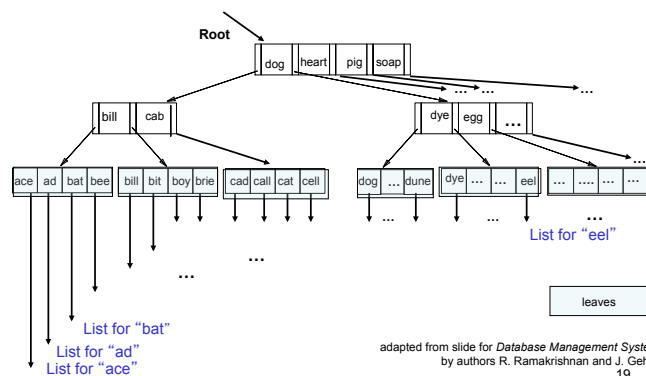 Root
dog heart pig soap
... ... ...
bill cab
dye egg ...
...
ace ad bat bee bill bit boy brie cad call cat cell dog ... dune dye ... ... eel ... .... ... ...
... ... ...
List for “eel”
... ...
leaves
List for “bat”
List for “ad”
List for “ace”
adapted from slide for Database Management Syste
by authors R. Ramakrishnan and J. Geh
19